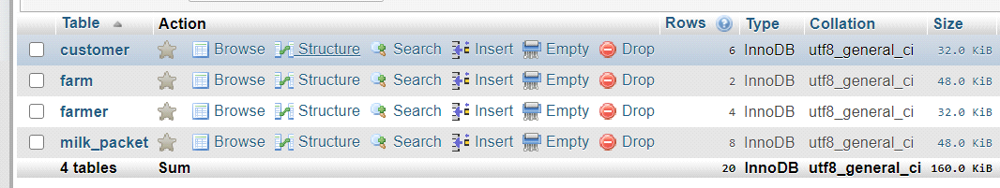 Table Action Rows Type Collation Size
customer Browse Structure Search Insert Empty Drop 6 InnoDB utf8_general_ci 32.0 KiB
farm Browse Structure Search Insert Empty Drop 2 InnoDB utf8_general_ci 48.0 KiB
farmer Browse Structure Search Insert Empty Drop 4 InnoDB utf8_general_ci 32.0 KiB
milk_packet Browse Structure Search Insert Empty Drop 8 InnoDB utf8_general_ci 48.0 KiB
4 tables Sum 20 InnoDB utf8_general_ci 160.0 KiB